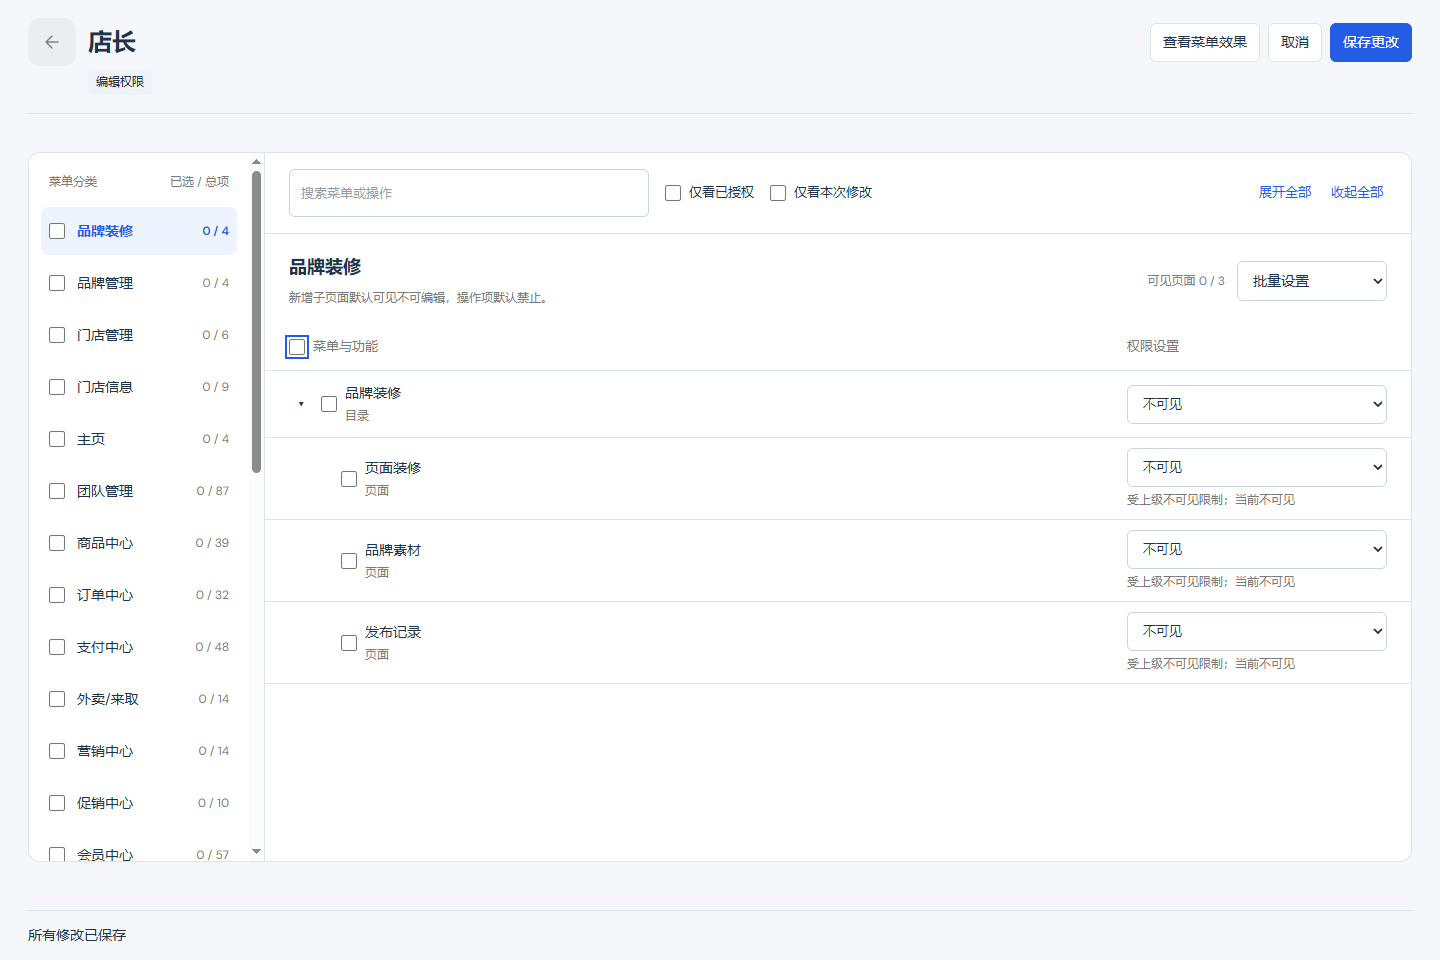 店长
编辑权限
查看菜单效果
取消
保存更改
菜单分类 已选 / 总项
品牌装修 0 / 4
品牌管理 0 / 4
门店管理 0 / 6
门店信息 0 / 9
主页 0 / 4
团队管理 0 / 87
商品中心 0 / 39
订单中心 0 / 32
支付中心 0 / 48
外卖/来取 0 / 14
营销中心 0 / 14
促销中心 0 / 10
会员中心 0 / 57
搜索菜单或操作
仅看已授权
仅看本次修改
展开全部
收起全部
品牌装修
新增子页面默认可见不可编辑，操作项默认禁止。
可见页面 0 / 3
批量设置
菜单与功能 权限设置
品牌装修
目录
不可见
页面装修
页面
不可见
受上级不可见限制；当前不可见
品牌素材
页面
不可见
受上级不可见限制；当前不可见
发布记录
页面
不可见
受上级不可见限制；当前不可见
所有修改已保存